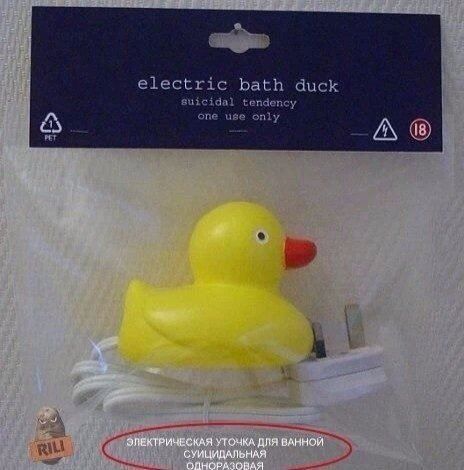 electric bath duck
suicidal tendency
one use only
1
PET
18
RILI
ЭЛЕКТРИЧЕСКАЯ УТОЧКА ДЛЯ ВАННОЙ
СУИЦИДАЛЬНАЯ
ОДНОРАЗОВАЯ